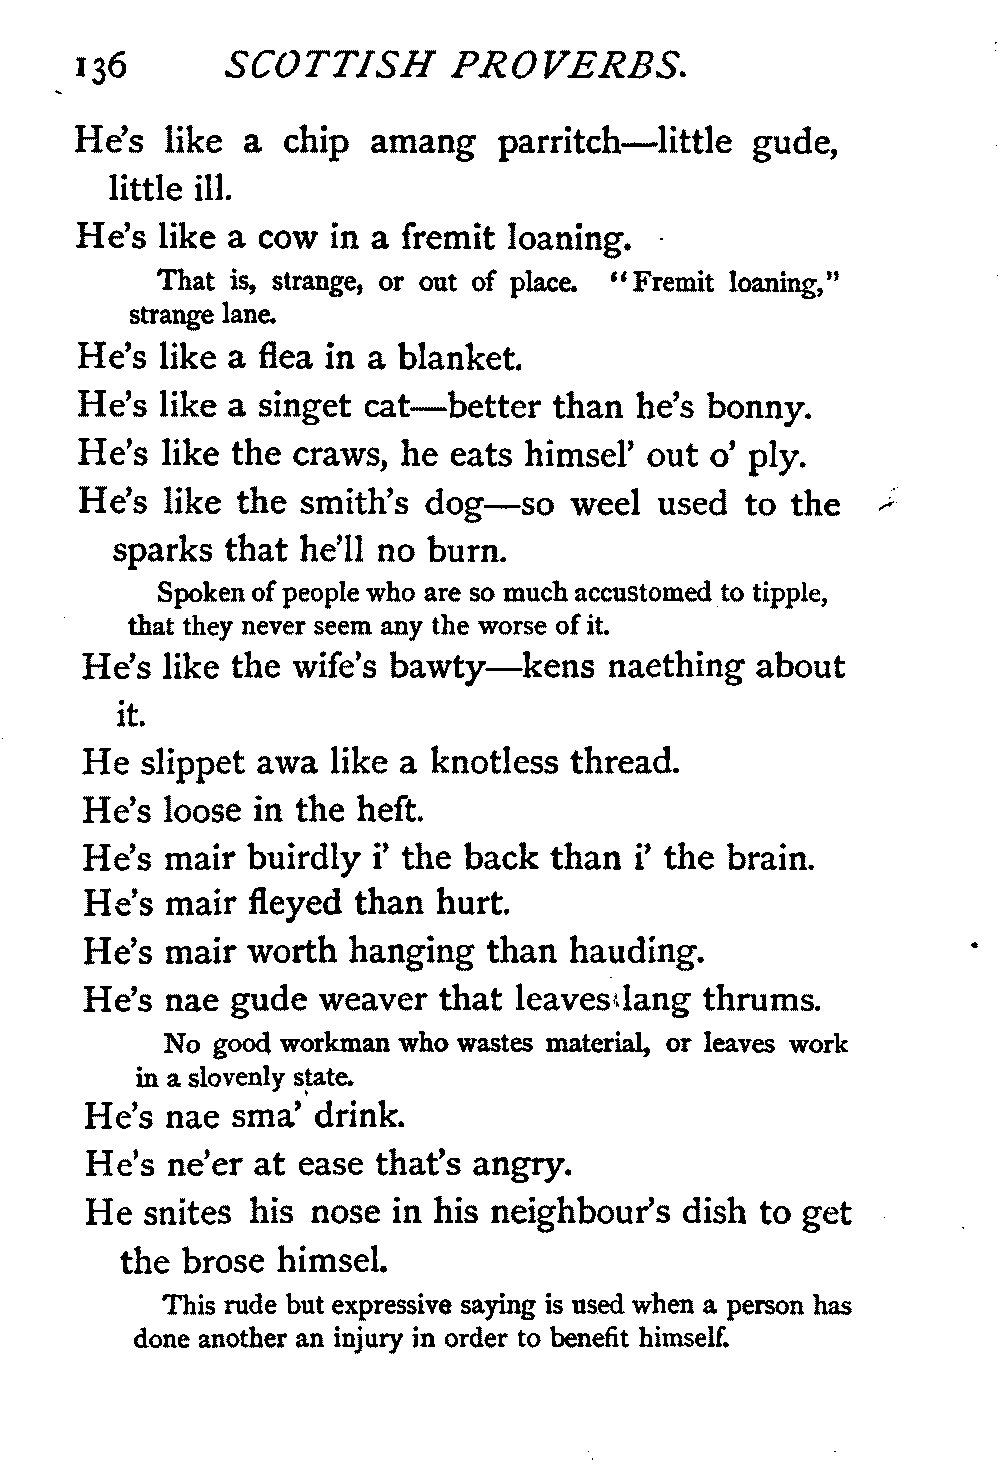 136 SCOTTISH PROVERBS.
He's like a chip amang parritch—little gude,
little ill.
He's like a cow in a fremit loaning.
That is, strange, or out of place. "Fremit loaning,"
strange lane.
He's like a flea in a blanket.
He's like a singet cat—better than he's bonny.
He's like the craws, he eats himsel' out o' ply.
He's like the smith's dog—so weel used to the
sparks that he'll no burn.
Spoken of people who are so much accustomed to tipple,
that they never seem any the worse of it.
He's like the wife's bawty—kens naething about
it.
He slippet awa like a knotless thread.
He's loose in the heft.
He's mair buirdly i' the back than i' the brain.
He's mair fleyed than hurt.
He's mair worth hanging than hauding.
He's nae gude weaver that leaves lang thrums.
No good workman who wastes material, or leaves work
in a slovenly state.
He's nae sma' drink.
He's ne'er at ease that's angry.
He snites his nose in his neighbour's dish to get
the brose himsel.
This rude but expressive saying is used when a person has
done another an injury in order to benefit himself.